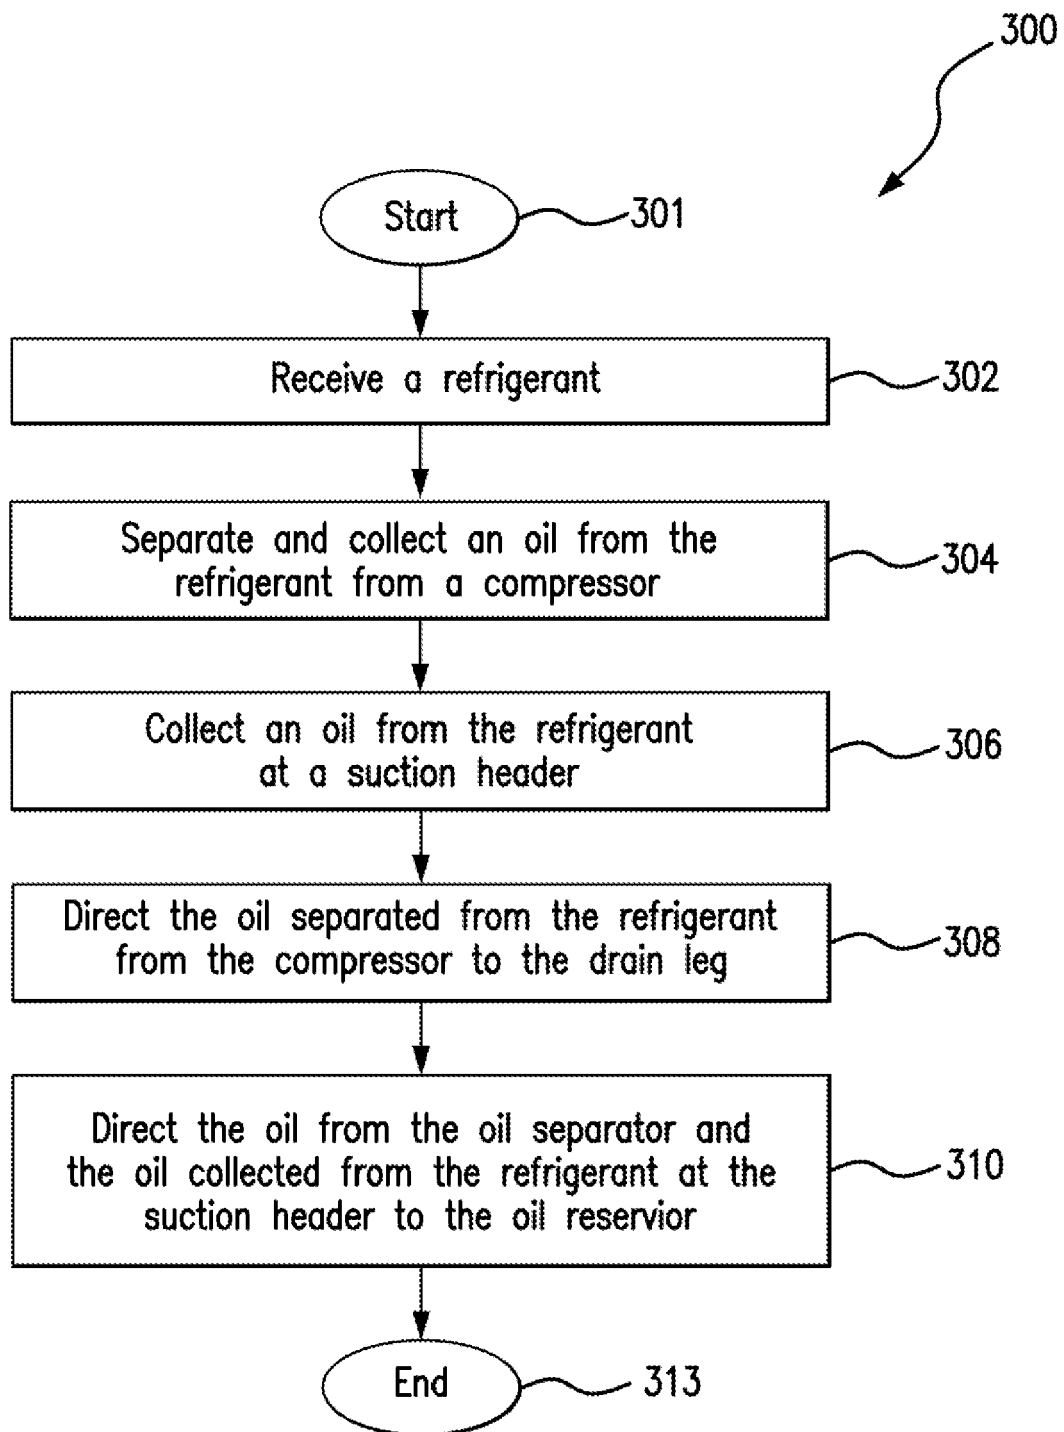 300
Start
301
Receive a refrigerant
302
Separate and collect an oil from the
refrigerant from a compressor
304
Collect an oil from the refrigerant
at a suction header
306
Direct the oil separated from the refrigerant
from the compressor to the drain leg
308
Direct the oil from the oil separator and
the oil collected from the refrigerant at the
suction header to the oil reservior
310
End
313